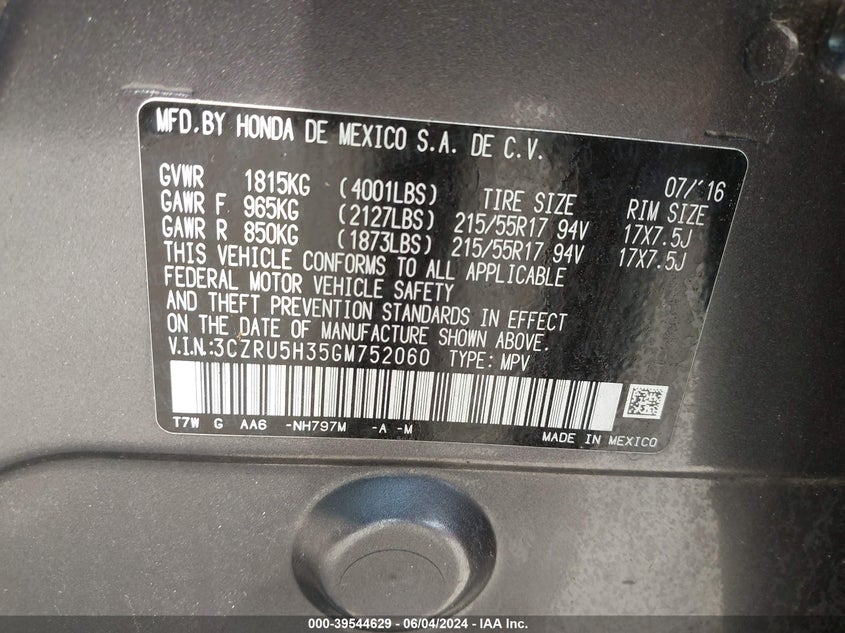 MFD.BY HONDA DE MEXICO S.A. DE C.V.
07/'16
GVWR 1815KG (4001LBS) TIRE SIZE RIM SIZE
GAWR F 965KG (2127LBS) 215/55R17 94V 17X7.5J
GAWR R 850KG (1873LBS) 215/55R17 94V 17X7.5J
THIS VEHICLE CONFORMS TO ALL APPLICABLE
FEDERAL MOTOR VEHICLE SAFETY
AND THEFT PREVENTION STANDARDS IN EFFECT
ON THE DATE OF MANUFACTURE SHOWN ABOVE.
V.I.N.:3CZRU5H35GM752060 TYPE: MPV
T7W G AA6 -NH797M -A -M
MADE IN MEXICO
000-39544629 - 06/04/2024 - IAA Inc.